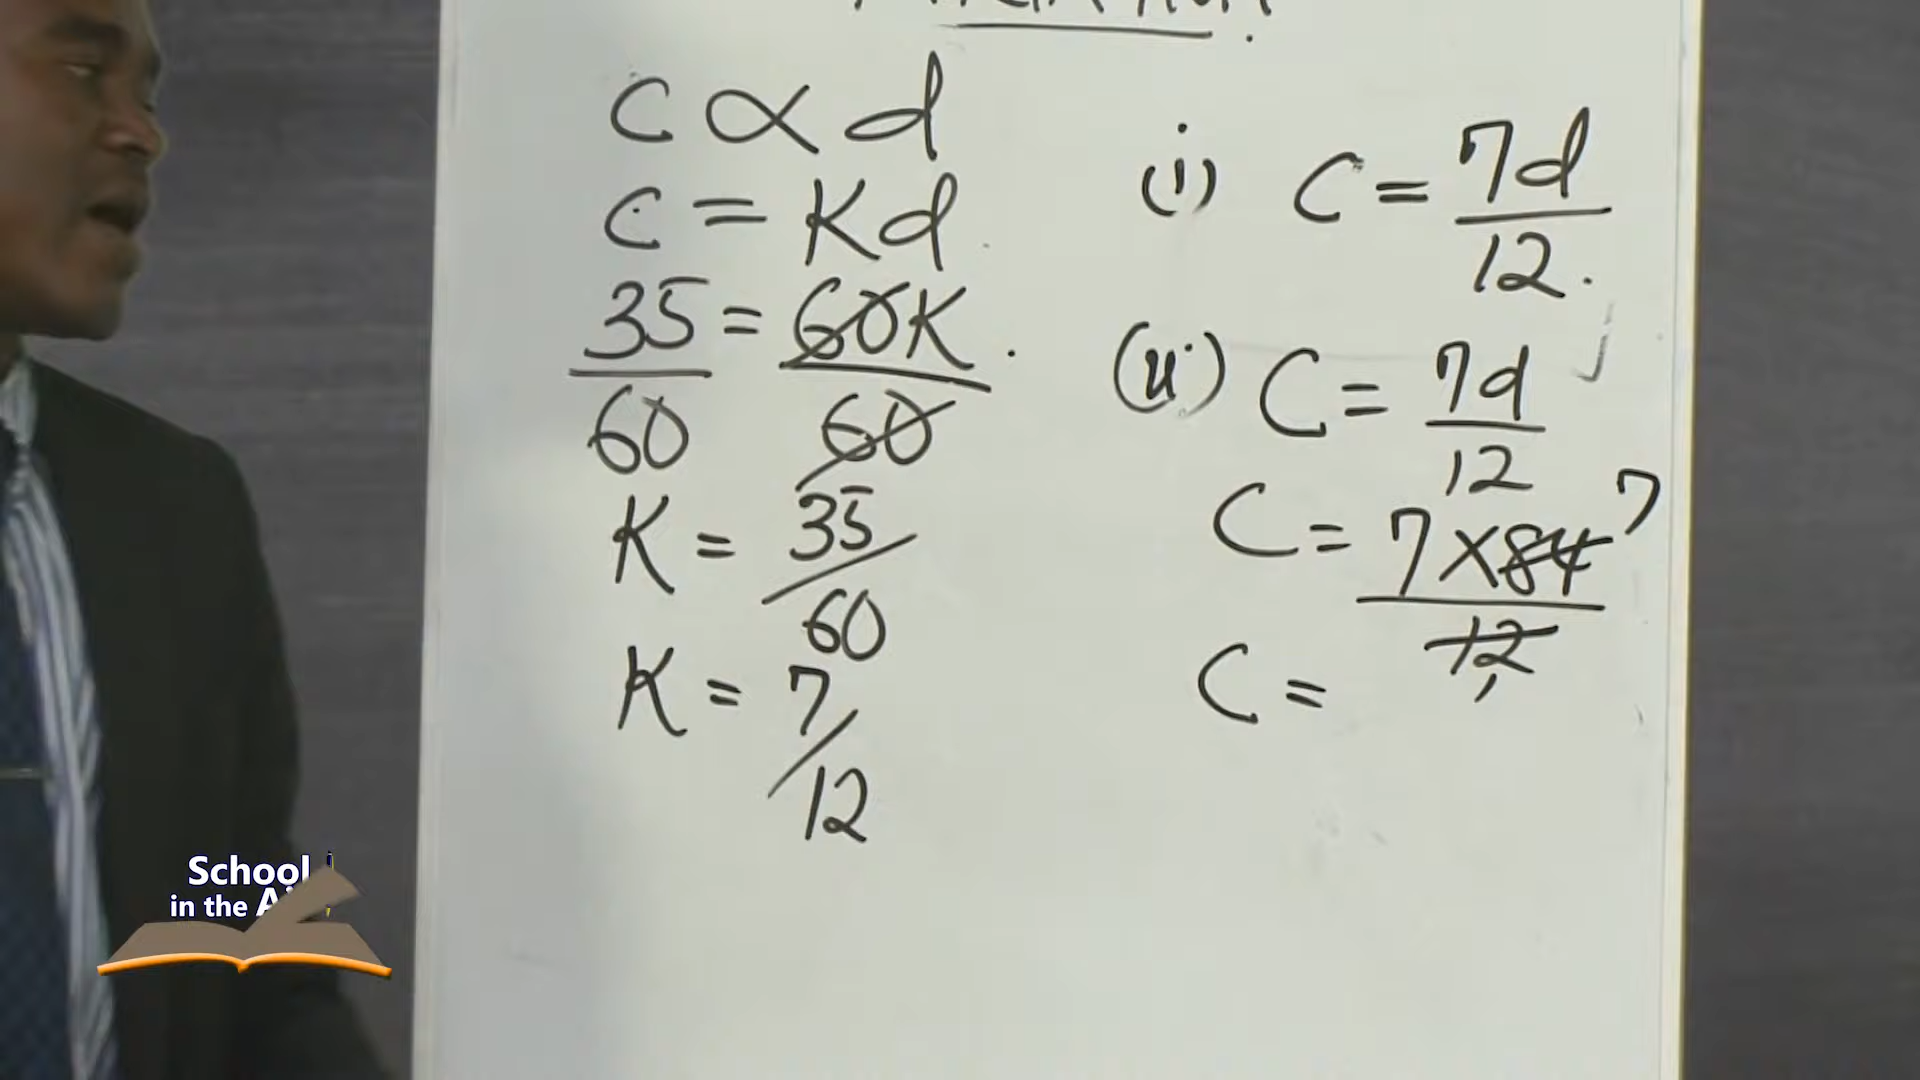 C ∝ d
C = Kd
35/60 = 60K/60
K = 35/60
K = 7/12
(i) C = 7d/12.
(ii) C = 7d/12
C = 7×84 7/12 1
C =
School
in the